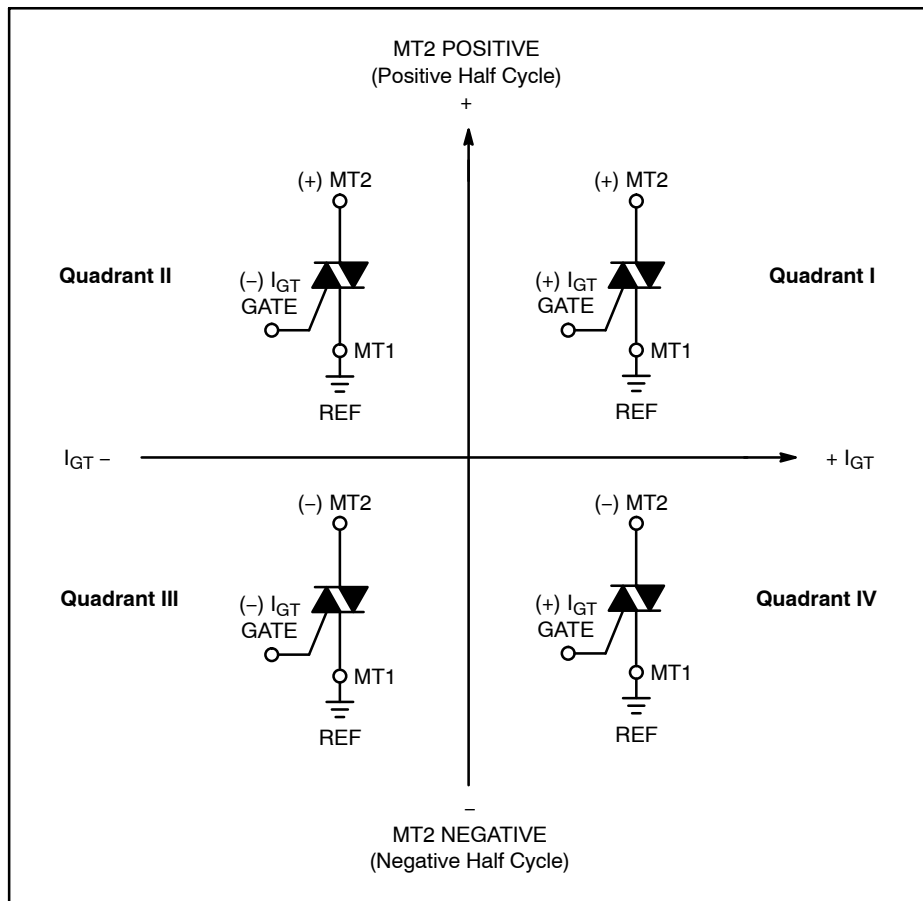 MT2 POSITIVE
(Positive Half Cycle)
+
(+) MT2
(+) MT2
Quadrant II
(−) IGT
GATE
(+) IGT
GATE
Quadrant I
MT1
MT1
REF
REF
IGT −
+ IGT
(−) MT2
(−) MT2
Quadrant III
(−) IGT
GATE
(+) IGT
GATE
Quadrant IV
MT1
MT1
REF
REF
−
MT2 NEGATIVE
(Negative Half Cycle)